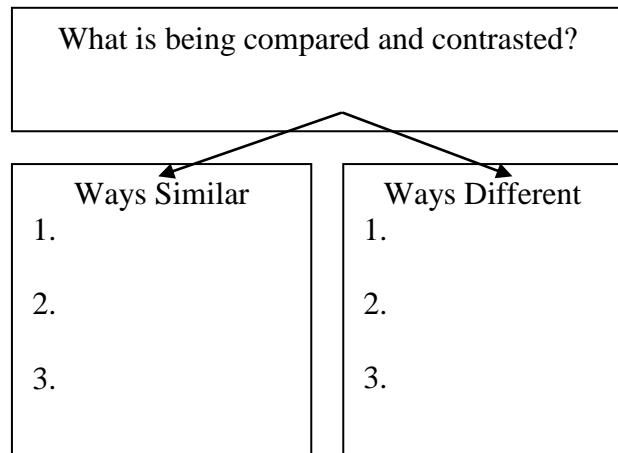 What is being compared and contrasted?
Ways Similar
1.
2.
3.
Ways Different
1.
2.
3.